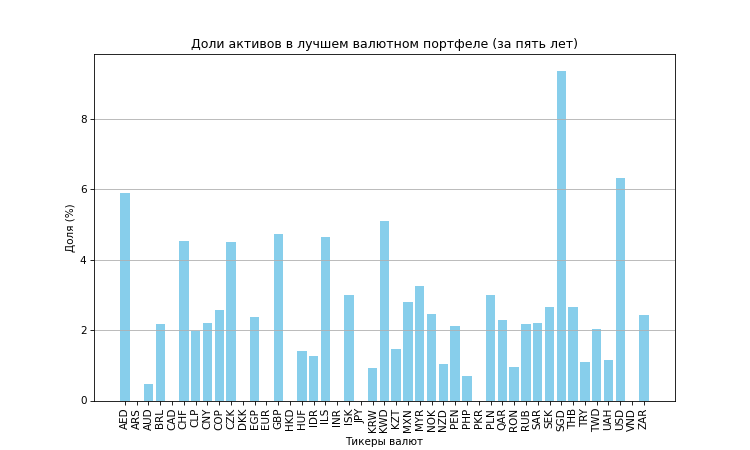 Доли активов в лучшем валютном портфеле (за пять лет)
Доля (%)
8
6
4
2
0
AED ARS AUD BRL CAD CHF CLP CNY COP CZK DKK EGP EUR GBP HKD HUF IDR ILS INR ISK JPY KRW KWD KZT MXN MYR NOK NZD PEN PHP PKR PLN QAR RON RUB SAR SEK SGD THB TRY TWD UAH USD VND ZAR
Тикеры валют